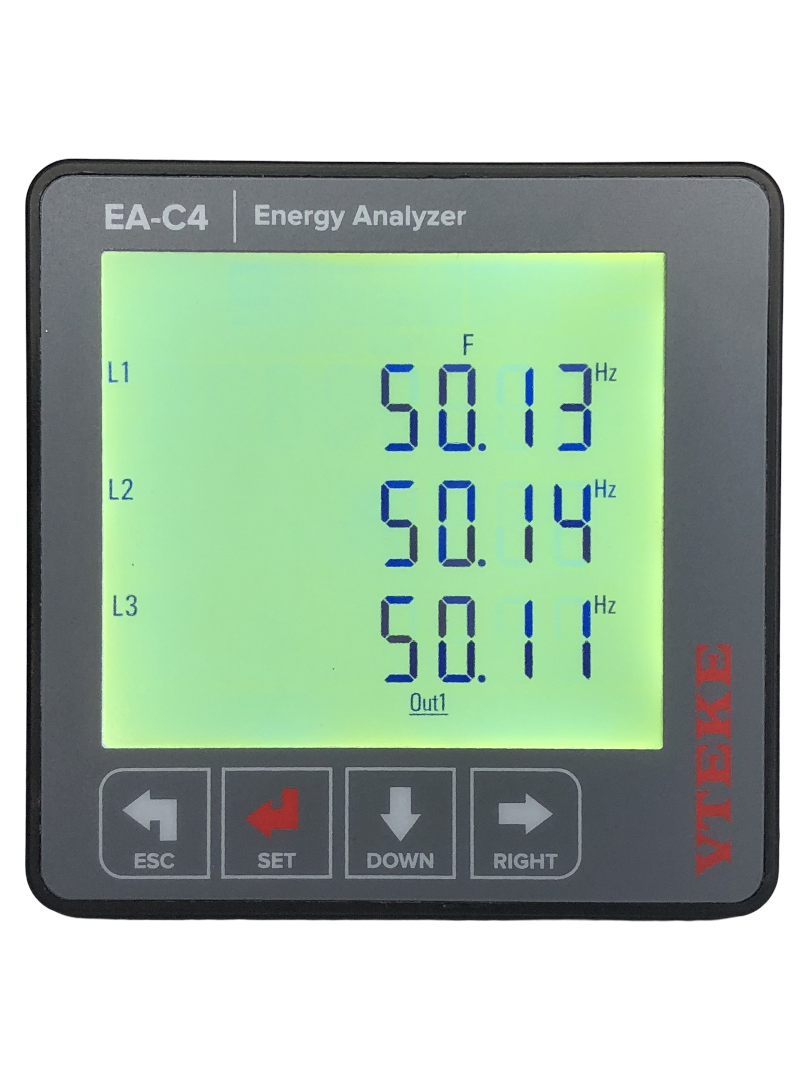 EA-C4 | Energy Analyzer
F
L1 50.13 Hz
L2 50.14 Hz
L3 50.11 Hz
Out1
VTEKE
ESC SET DOWN RIGHT